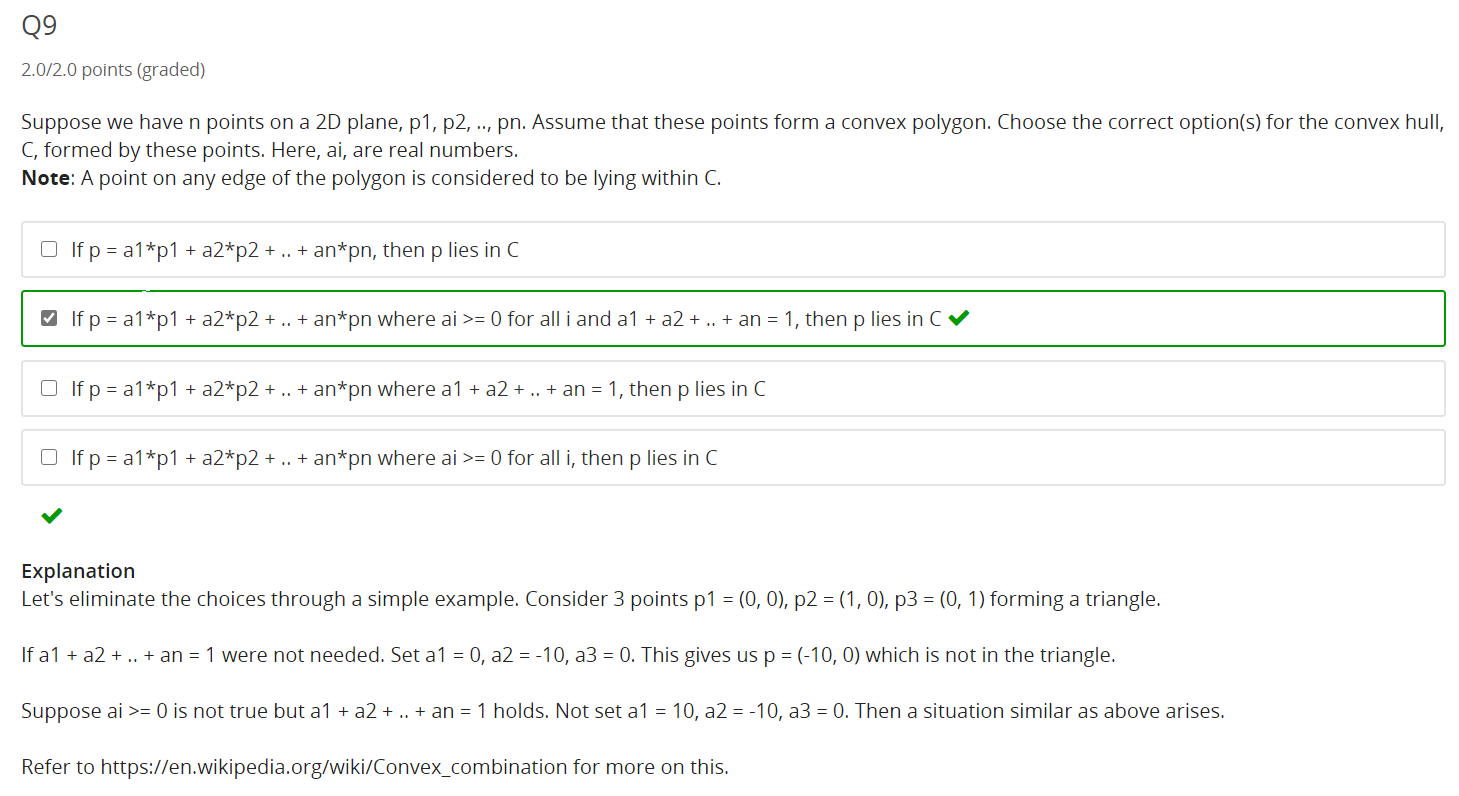 Q9
2.0/2.0 points (graded)
Suppose we have n points on a 2D plane, p1, p2, .., pn. Assume that these points form a convex polygon. Choose the correct option(s) for the convex hull,
C, formed by these points. Here, ai, are real numbers.
Note: A point on any edge of the polygon is considered to be lying within C.
If p = a1*p1 + a2*p2 + .. + an*pn, then p lies in C
If p = a1*p1 + a2*p2 + .. + an*pn where ai >= 0 for all i and a1 + a2 + .. + an = 1, then p lies in C
If p = a1*p1 + a2*p2 + .. + an*pn where a1 + a2 + .. + an = 1, then p lies in C
If p = a1*p1 + a2*p2 + .. + an*pn where ai >= 0 for all i, then p lies in C
Explanation
Let's eliminate the choices through a simple example. Consider 3 points p1 = (0, 0), p2 = (1, 0), p3 = (0, 1) forming a triangle.
If a1 + a2 + .. + an = 1 were not needed. Set a1 = 0, a2 = -10, a3 = 0. This gives us p = (-10, 0) which is not in the triangle.
Suppose ai >= 0 is not true but a1 + a2 + .. + an = 1 holds. Not set a1 = 10, a2 = -10, a3 = 0. Then a situation similar as above arises.
Refer to https://en.wikipedia.org/wiki/Convex_combination for more on this.